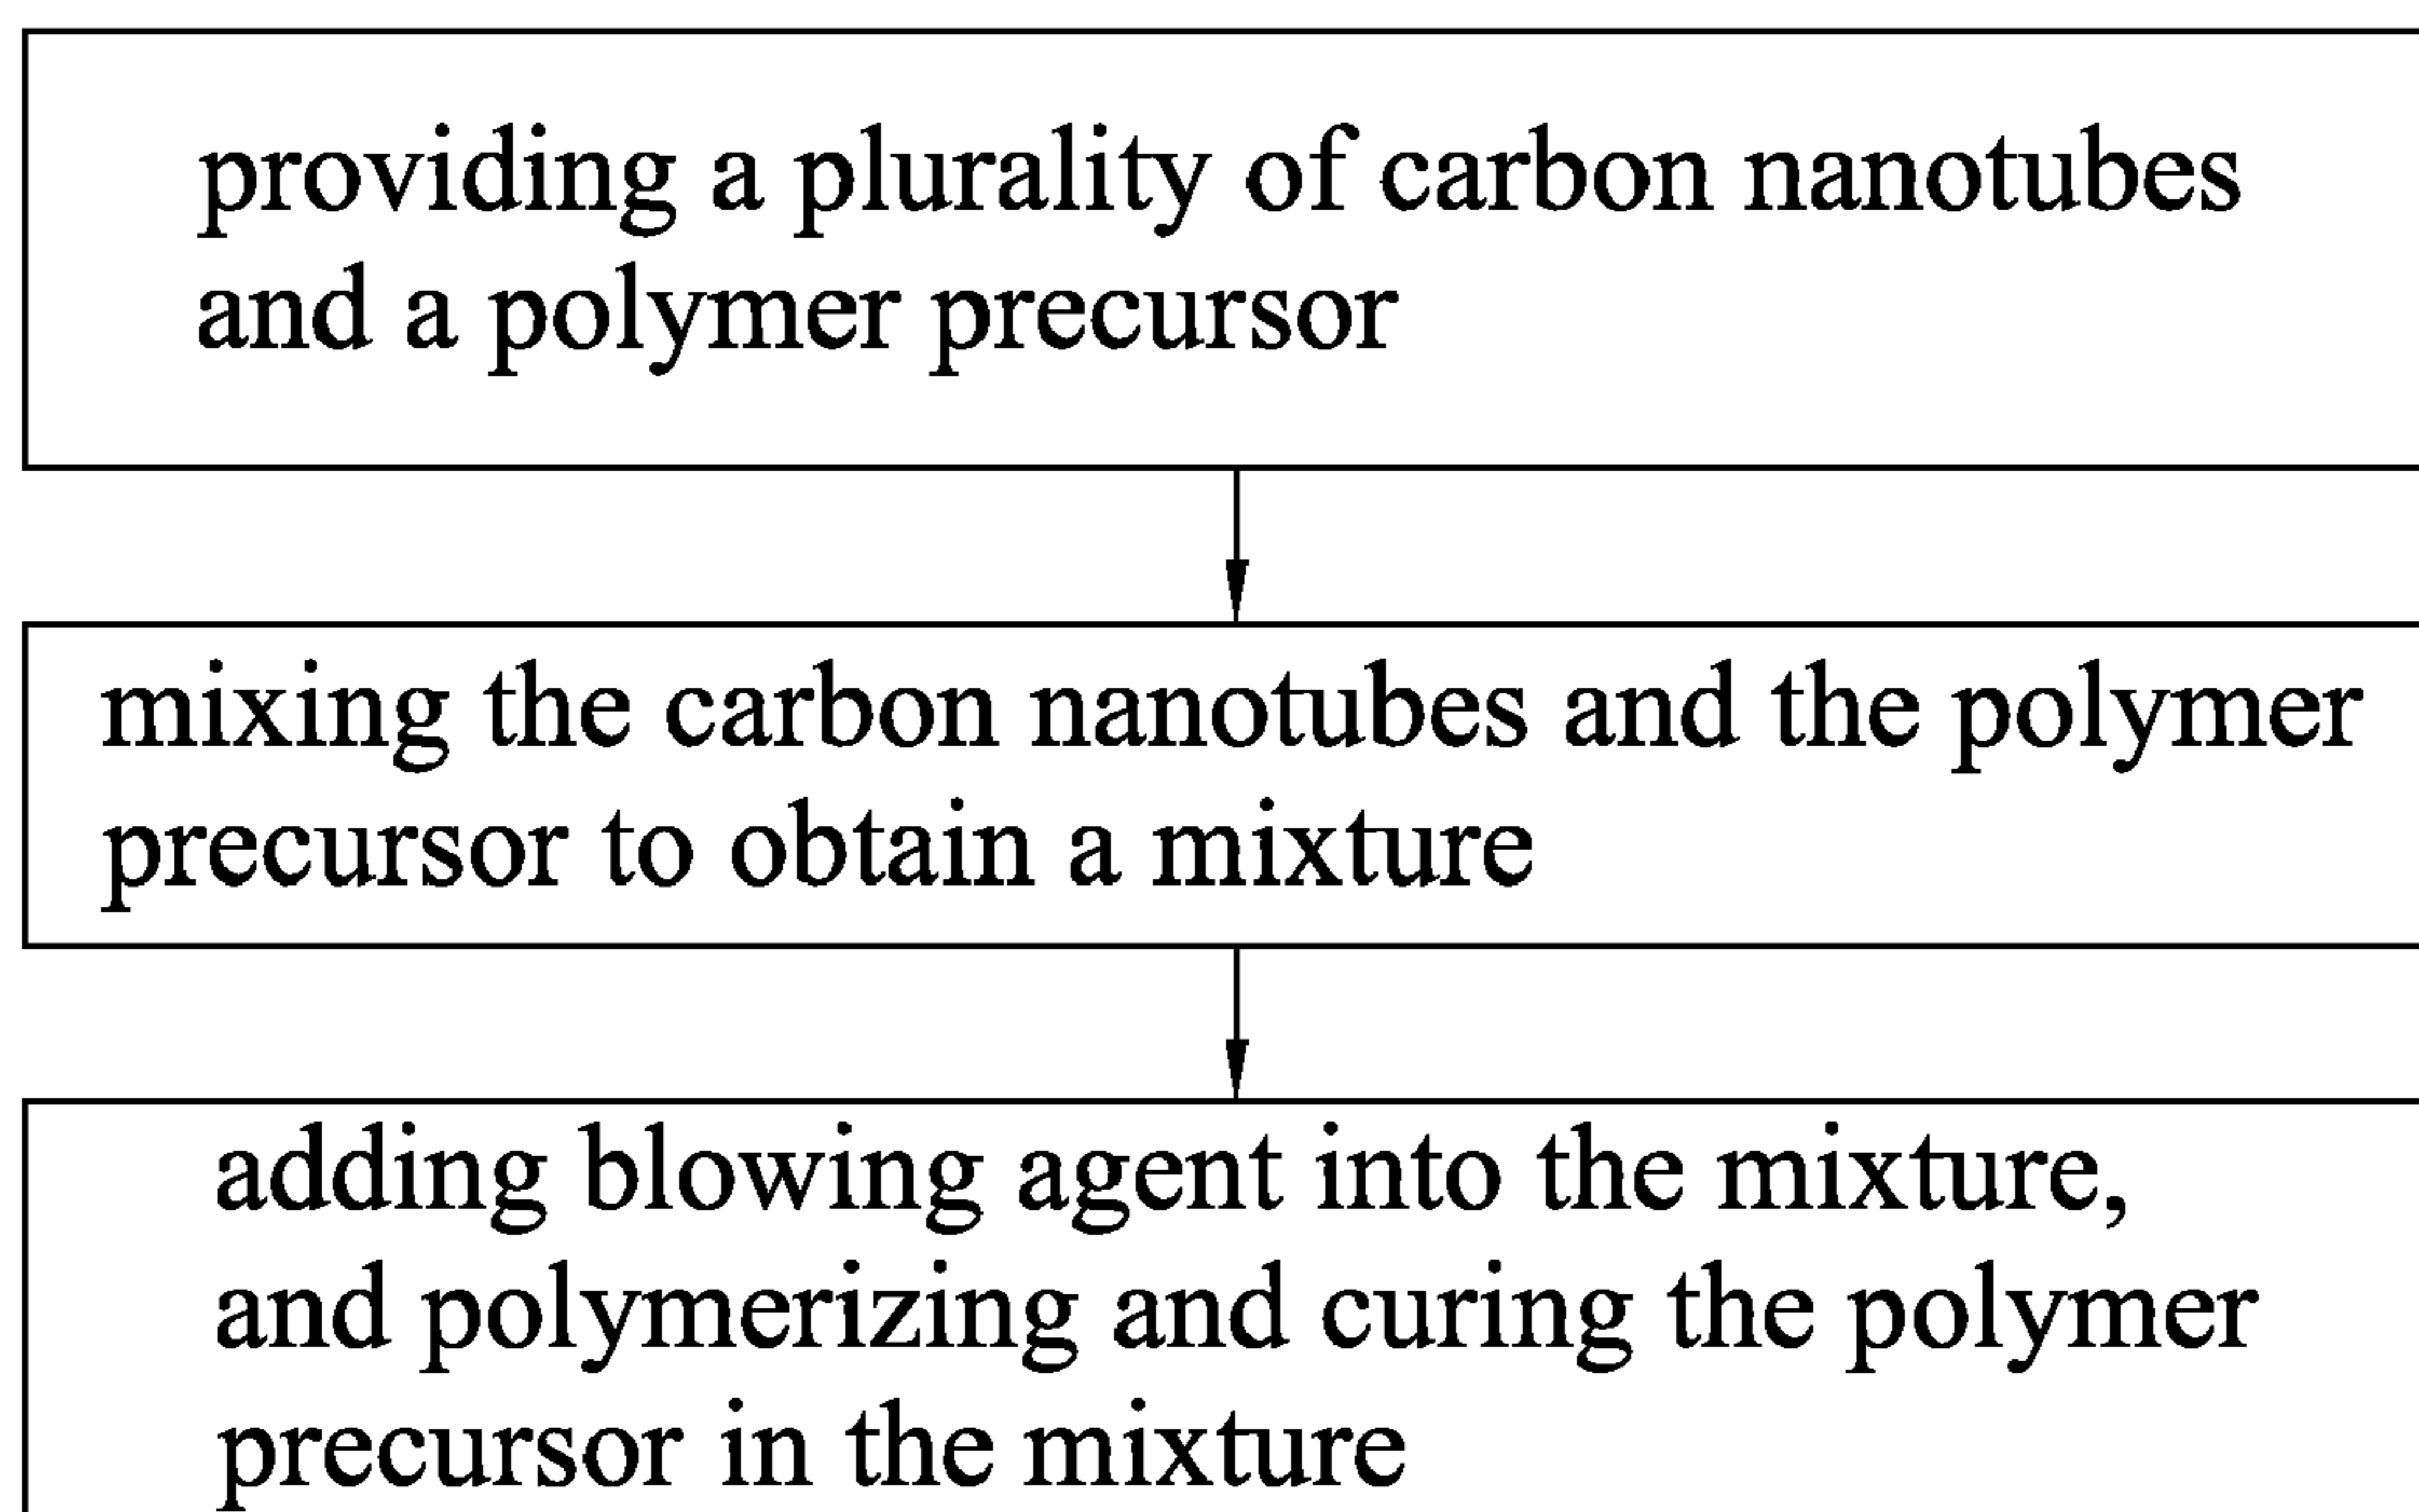 providing a plurality of carbon nanotubes
and a polymer precursor
mixing the carbon nanotubes and the polymer
precursor to obtain a mixture
adding blowing agent into the mixture,
and polymerizing and curing the polymer
precursor in the mixture